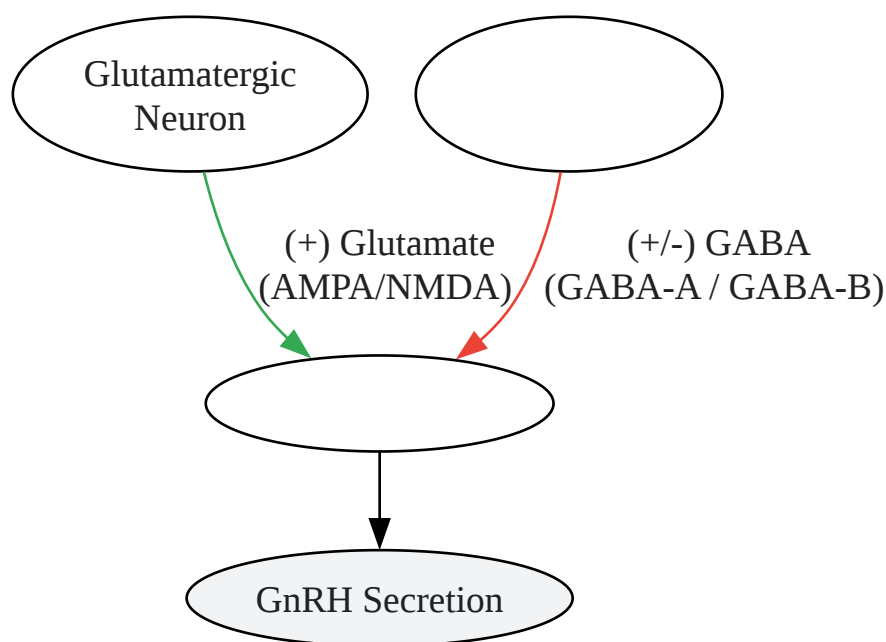 Glutamatergic
Neuron
(+) Glutamate
(AMPA/NMDA)
(+/-) GABA
(GABA-A / GABA-B)
GnRH Secretion